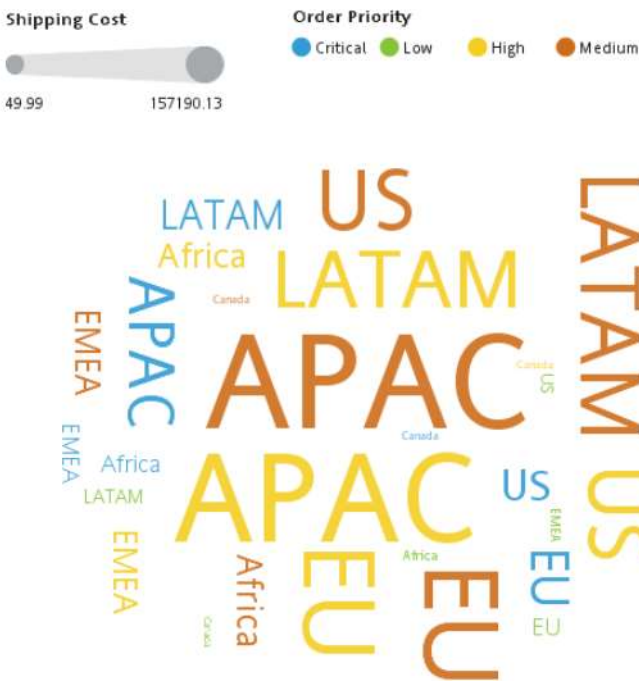 Shipping Cost
Order Priority
Critical Low High Medium
49.99 157190.13
US
LATAM
LATAM
Africa
LATAM
APAC
Canada
EMEA
APAC
Canada
US
Canada
EMEA
Africa
APAC
US
US
LATAM
EMEA
EMEA
Africa
EU
Africa
EU
EU
EU
Canada